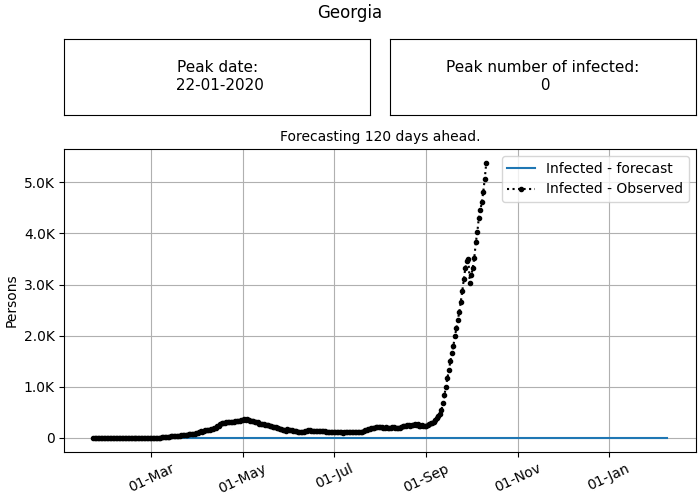 Georgia
Peak date:
22-01-2020
Peak number of infected:
0
Forecasting 120 days ahead.
Infected - forecast
Infected - Observed
Persons
5.0K
4.0K
3.0K
2.0K
1.0K
0
01-Mar
01-May
01-Jul
01-Sep
01-Nov
01-Jan